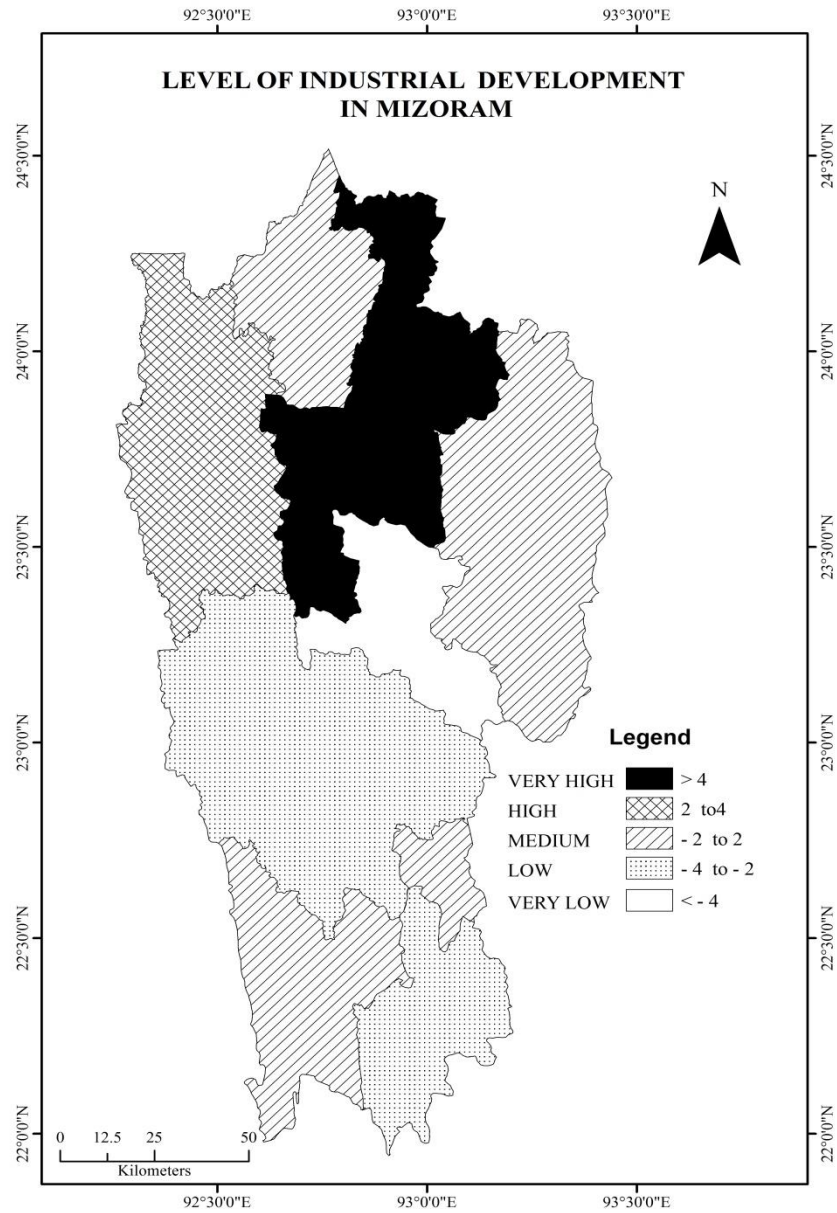 92°30'0"E 93°0'0"E 93°30'0"E
LEVEL OF INDUSTRIAL DEVELOPMENT
IN MIZORAM
24°30'0"N 24°30'0"N
N
24°0'0"N 24°0'0"N
23°30'0"N 23°30'0"N
23°0'0"N 23°0'0"N
Legend
VERY HIGH > 4
HIGH 2 to4
MEDIUM - 2 to 2
LOW - 4 to - 2
VERY LOW < - 4
22°30'0"N 22°30'0"N
22°0'0"N 22°0'0"N
0 12.5 25 50
Kilometers
92°30'0"E 93°0'0"E 93°30'0"E